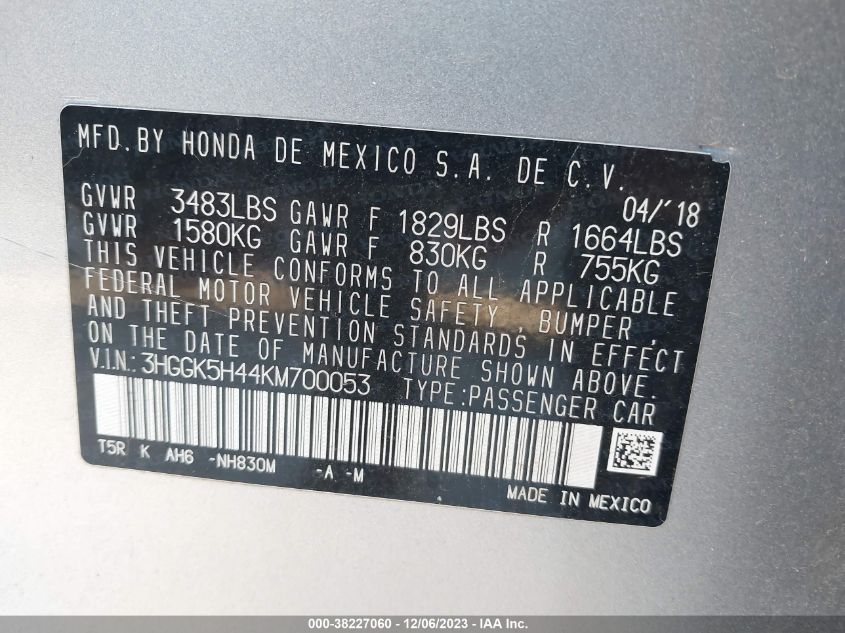 MFD. BY HONDA DE MEXICO S.A. DE C.V.
04/'18
GVWR 3483LBS GAWR F 1829LBS R 1664LBS
GVWR 1580KG GAWR F 830KG R 755KG
THIS VEHICLE CONFORMS TO ALL APPLICABLE
FEDERAL MOTOR VEHICLE SAFETY, BUMPER,
AND THEFT PREVENTION STANDARDS IN EFFECT
ON THE DATE OF MANUFACTURE SHOWN ABOVE.
V.I.N.: 3HGGK5H44KM700053 TYPE:PASSENGER CAR
T5R K AH6 -NH830M -A -M
MADE IN MEXICO
000-38227060 - 12/06/2023 - IAA Inc.